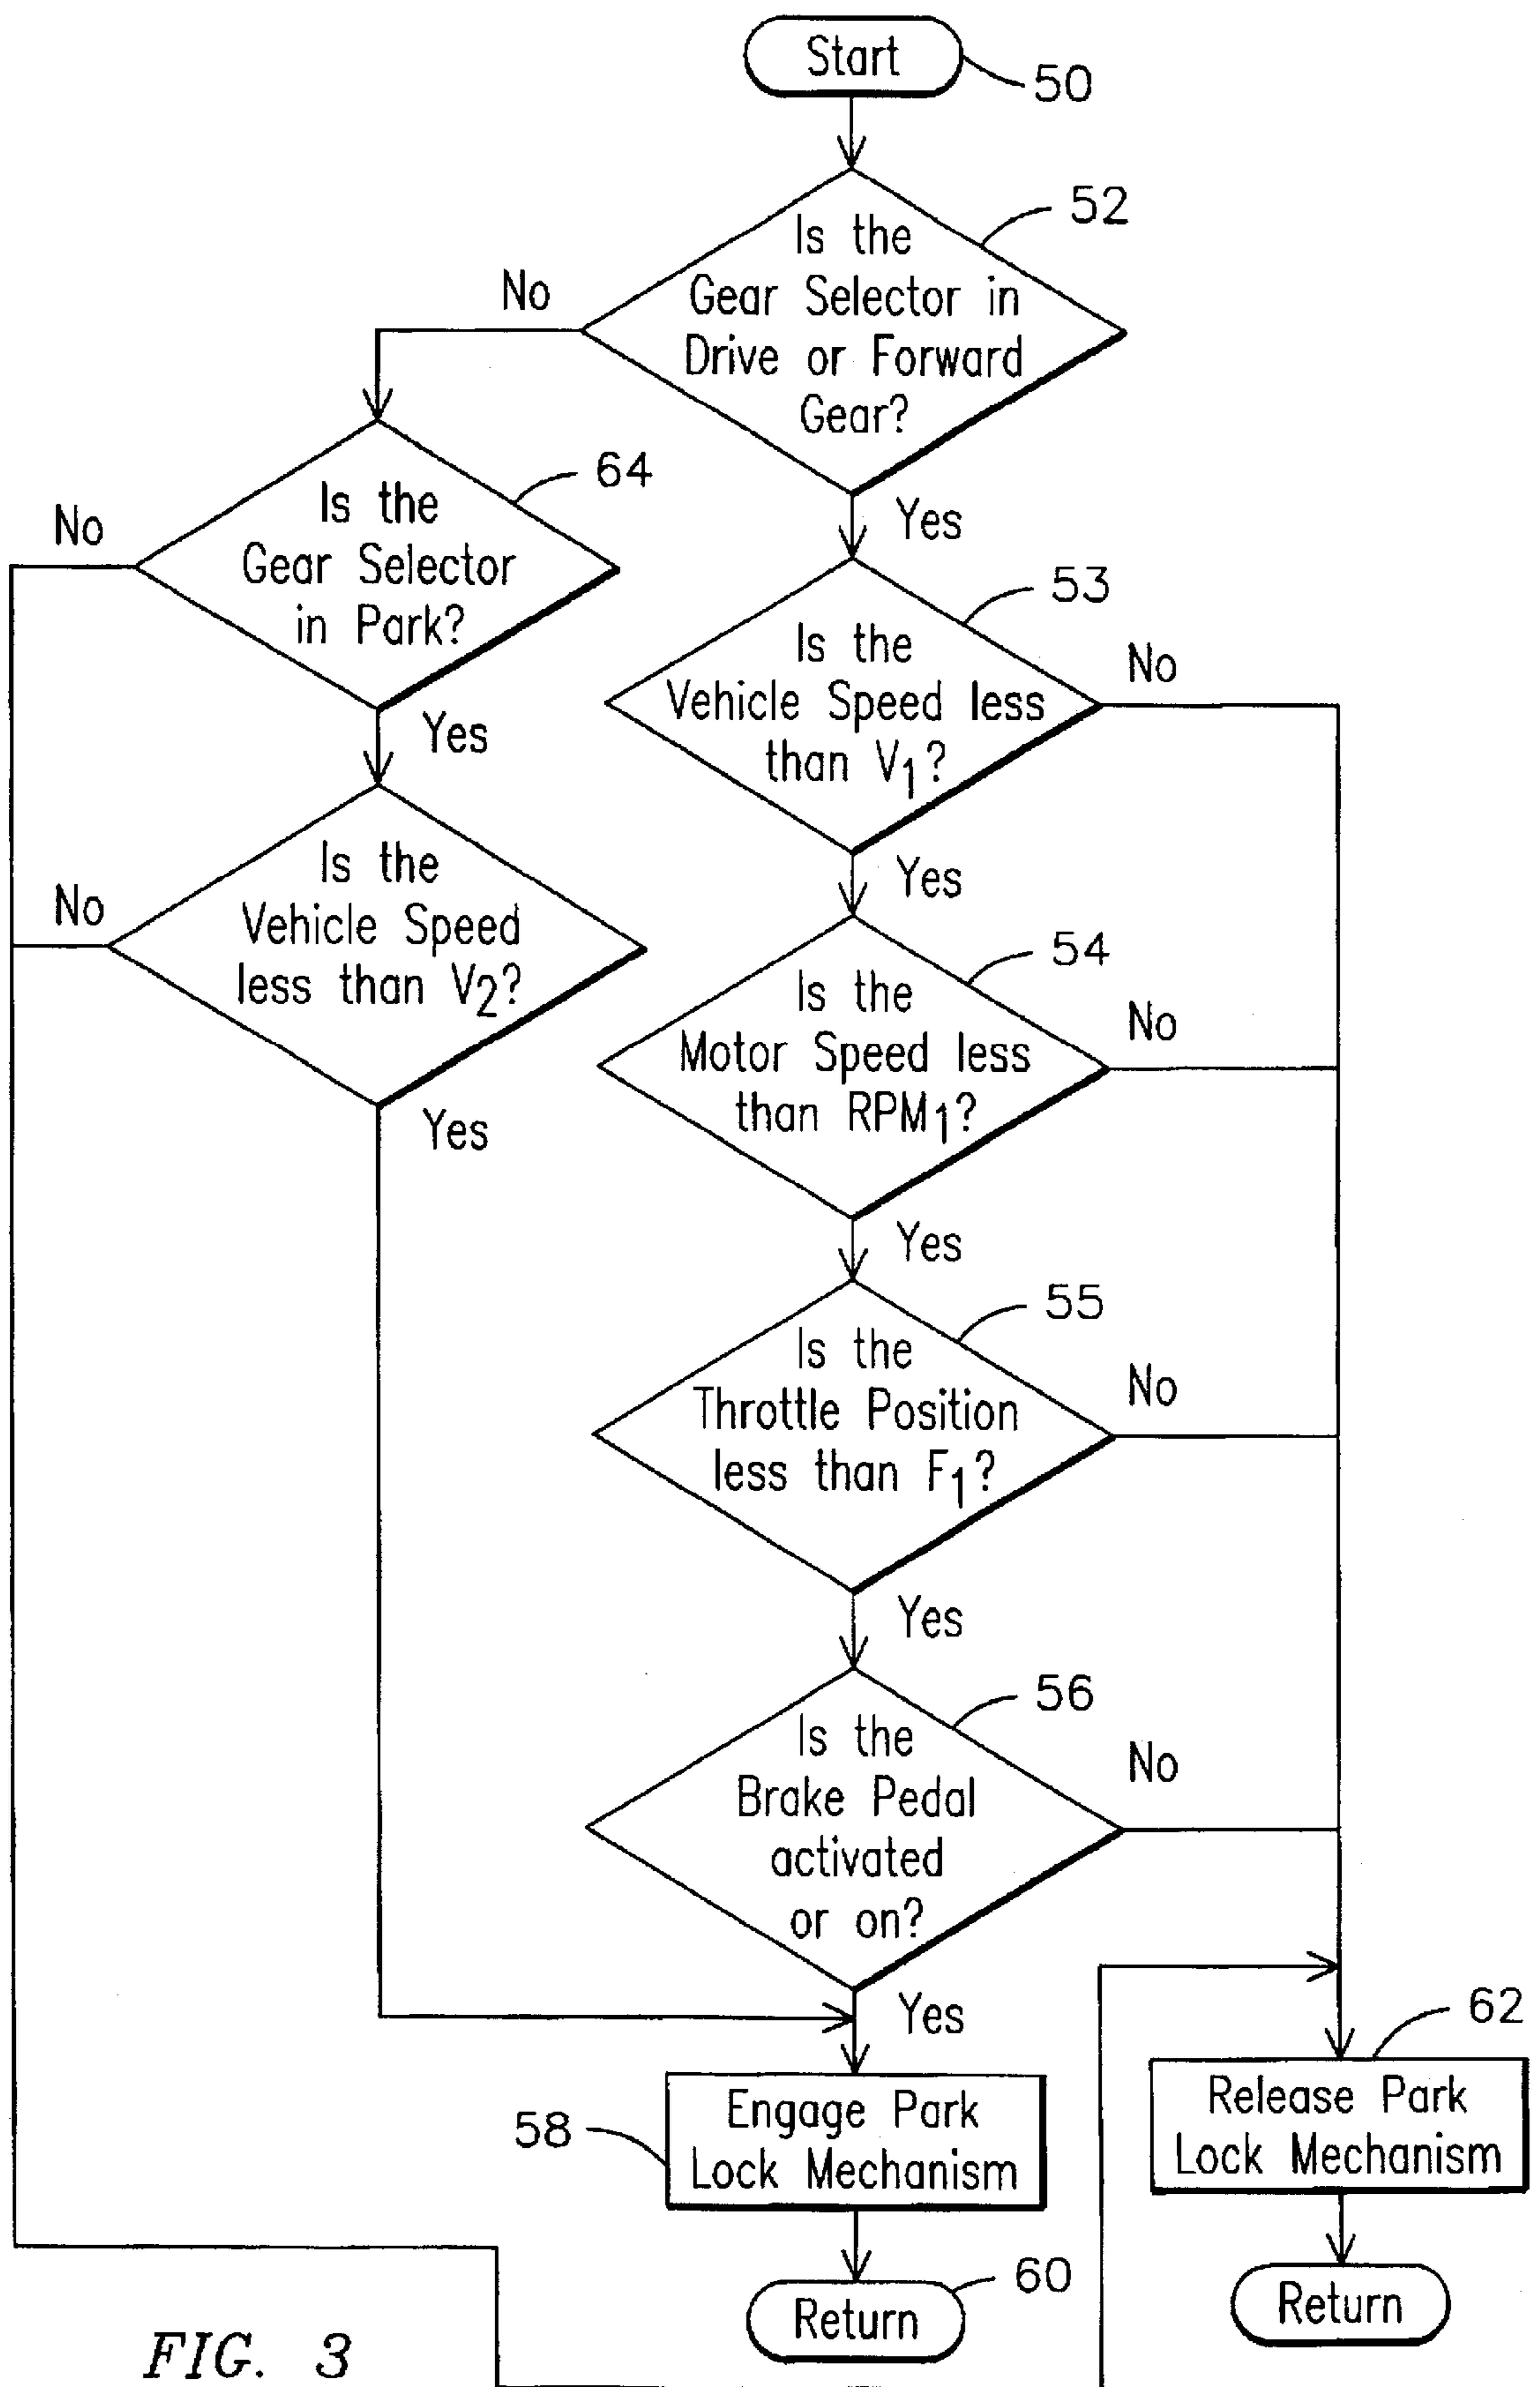 Start
50
52
Is the
Gear Selector in
Drive or Forward
Gear?
No
Yes
64
Is the
Gear Selector
in Park?
No
Yes
53
Is the
Vehicle Speed less
than V1?
No
Yes
Is the
Vehicle Speed
less than V2?
No
Yes
54
Is the
Motor Speed less
than RPM1?
No
Yes
55
Is the
Throttle Position
less than F1?
No
Yes
56
Is the
Brake Pedal
activated
or on?
No
Yes
58
Engage Park
Lock Mechanism
62
Release Park
Lock Mechanism
60
Return
Return
FIG. 3